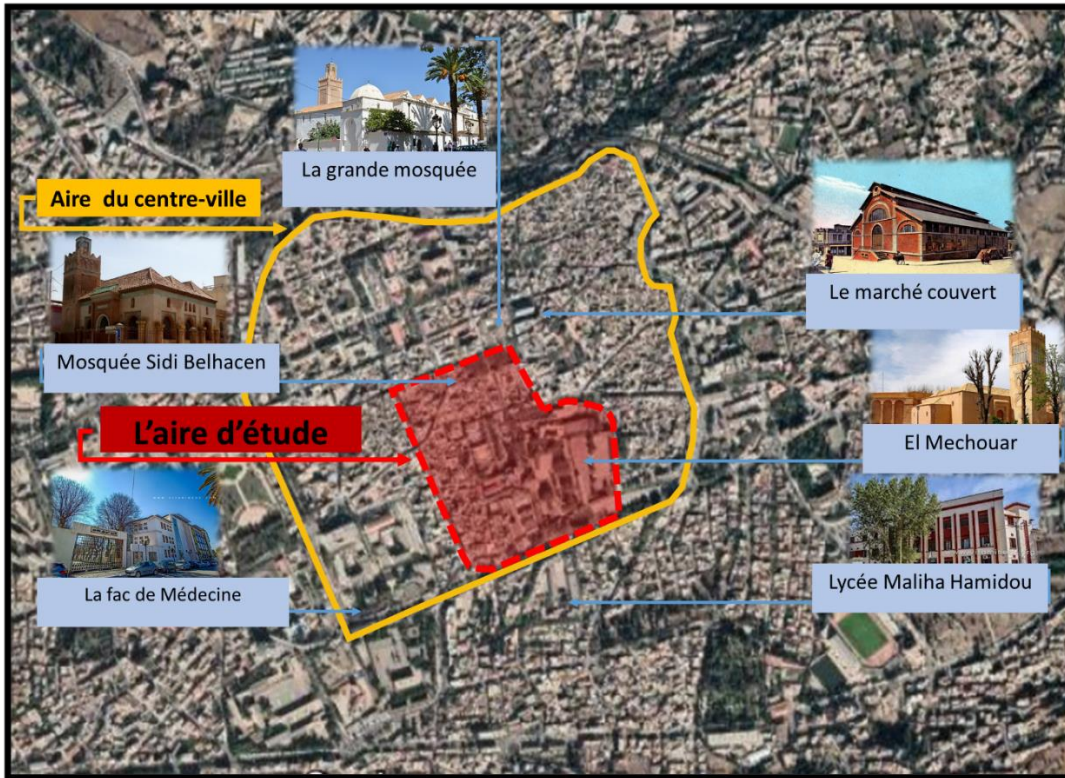 La grande mosquée
Aire du centre-ville
Le marché couvert
Mosquée Sidi Belhacen
L'aire d'étude
El Mechouar
La fac de Médecine
Lycée Maliha Hamidou